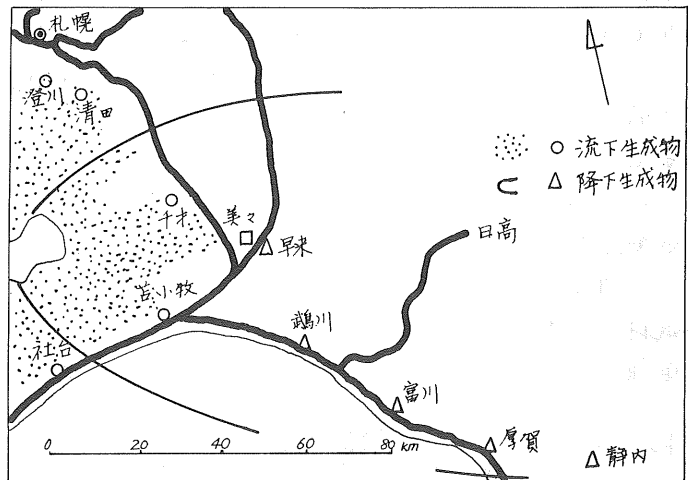 札幌
澄川
清田
流下生成物
降下生成物
千才
美々
早来
日高
苫小牧
鵡川
社台
富川
厚賀
静内
0 20 40 60 80 km